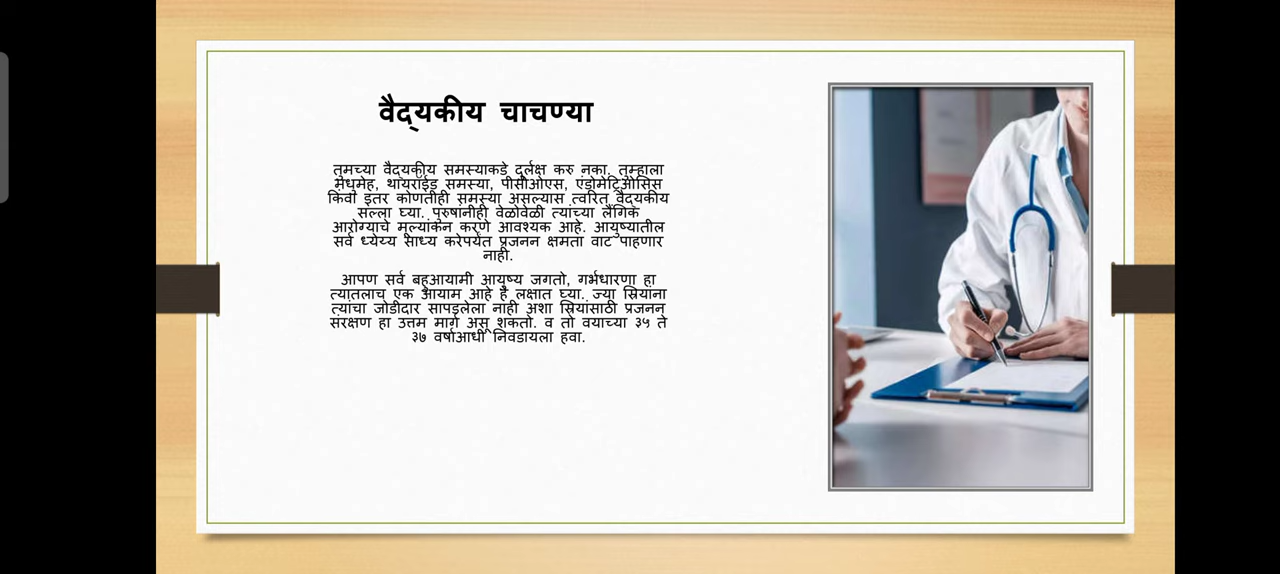 वैद्यकीय चाचण्या
तुमच्या वैद्यकीय समस्याकडे दुर्लक्ष करु नका. तुम्हाला
मधुमेह, थायराईड समस्या, पीसीओएस, एंडोमेट्रिओसिस
किंवा इतर कोणतीही समस्या असल्यास त्वरित वैद्यकीय
सल्ला घ्या. पुरुषांनीही वेळोवेळी त्यांच्या लैंगिक
आरोग्याचे मूल्यांकन करणे आवश्यक आहे. आयुष्यातील
सर्व ध्येय्य साध्य करेपर्यंत प्रजनन क्षमता वाट पाहणार
नाही.
आपण सर्व बहुआयामी आयुष्य जगतो, गर्भधारणा हा
त्यातलाच एक आयाम आहे हे लक्षात घ्या. ज्या स्त्रियांना
त्यांचा जोडीदार सापडलेला नाही अशा स्त्रियांसाठी प्रजनन
संरक्षण हा उत्तम मार्ग असू शकतो. व तो वयाच्या ३५ ते
३७ वर्षाआधी निवडायला हवा.